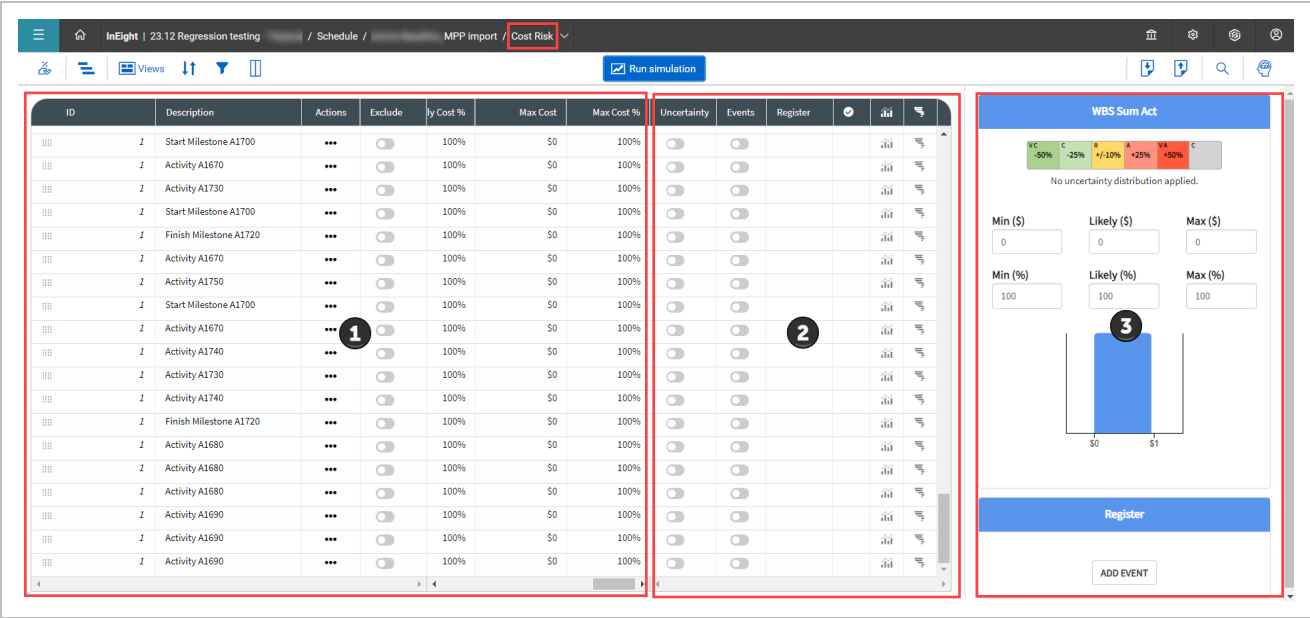 InEight | 23.12 Regression testing / Schedule / MPP import / Cost Risk
Views Run simulation
ID Description Actions Exclude ly Cost % Max Cost Max Cost % Uncertainty Events Register
1 Start Milestone A1700 ••• 100% $0 100%
1 Activity A1670 ••• 100% $0 100%
1 Activity A1730 ••• 100% $0 100%
1 Start Milestone A1700 ••• 100% $0 100%
1 Finish Milestone A1720 ••• 100% $0 100%
1 Activity A1670 ••• 100% $0 100%
1 Activity A1750 ••• 100% $0 100%
1 Start Milestone A1700 ••• 100% $0 100%
1 Activity A1670 ••• 100% $0 100%
1 2
1 Activity A1740 ••• 100% $0 100%
1 Activity A1730 ••• 100% $0 100%
1 Activity A1740 ••• 100% $0 100%
1 Finish Milestone A1720 ••• 100% $0 100%
1 Activity A1680 ••• 100% $0 100%
1 Activity A1680 ••• 100% $0 100%
1 Activity A1680 ••• 100% $0 100%
1 Activity A1690 ••• 100% $0 100%
1 Activity A1690 ••• 100% $0 100%
1 Activity A1690 ••• 100% $0 100%
WBS Sum Act
VC C R A VA C
-50% -25% +/-10% +25% +50%
No uncertainty distribution applied.
Min ($) Likely ($) Max ($)
0 0 0
Min (%) Likely (%) Max (%)
100 100 100
3
$0 $1
Register
ADD EVENT